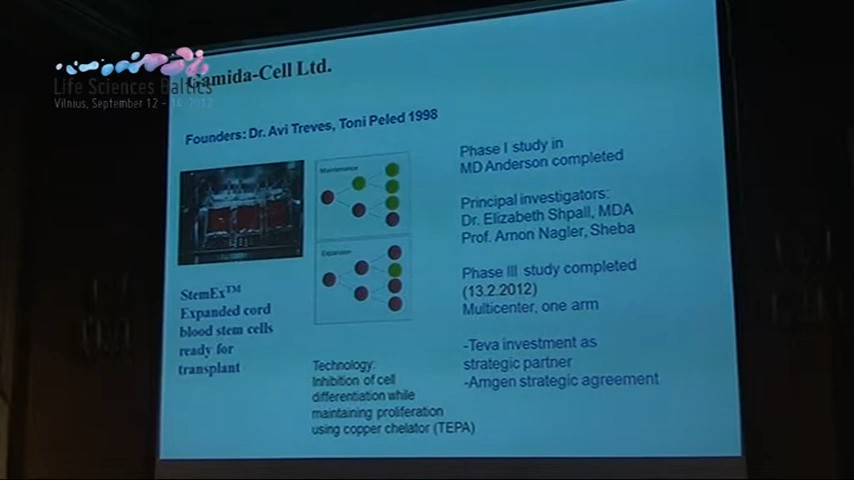 Life Sciences Baltics
Vilnius, September 12 - 14, 2012
Gamida-Cell Ltd.
Founders: Dr. Avi Treves, Toni Peled 1998
Maintenance
Expansion
StemEx™
Expanded cord
blood stem cells
ready for
transplant
Technology:
Inhibition of cell
differentiation while
maintaining proliferation
using copper chelator (TEPA)
Phase I study in
MD Anderson completed
Principal investigators:
Dr. Elizabeth Shpall, MDA
Prof. Arnon Nagler, Sheba
Phase III study completed
(13.2.2012)
Multicenter, one arm
-Teva investment as
strategic partner
-Amgen strategic agreement